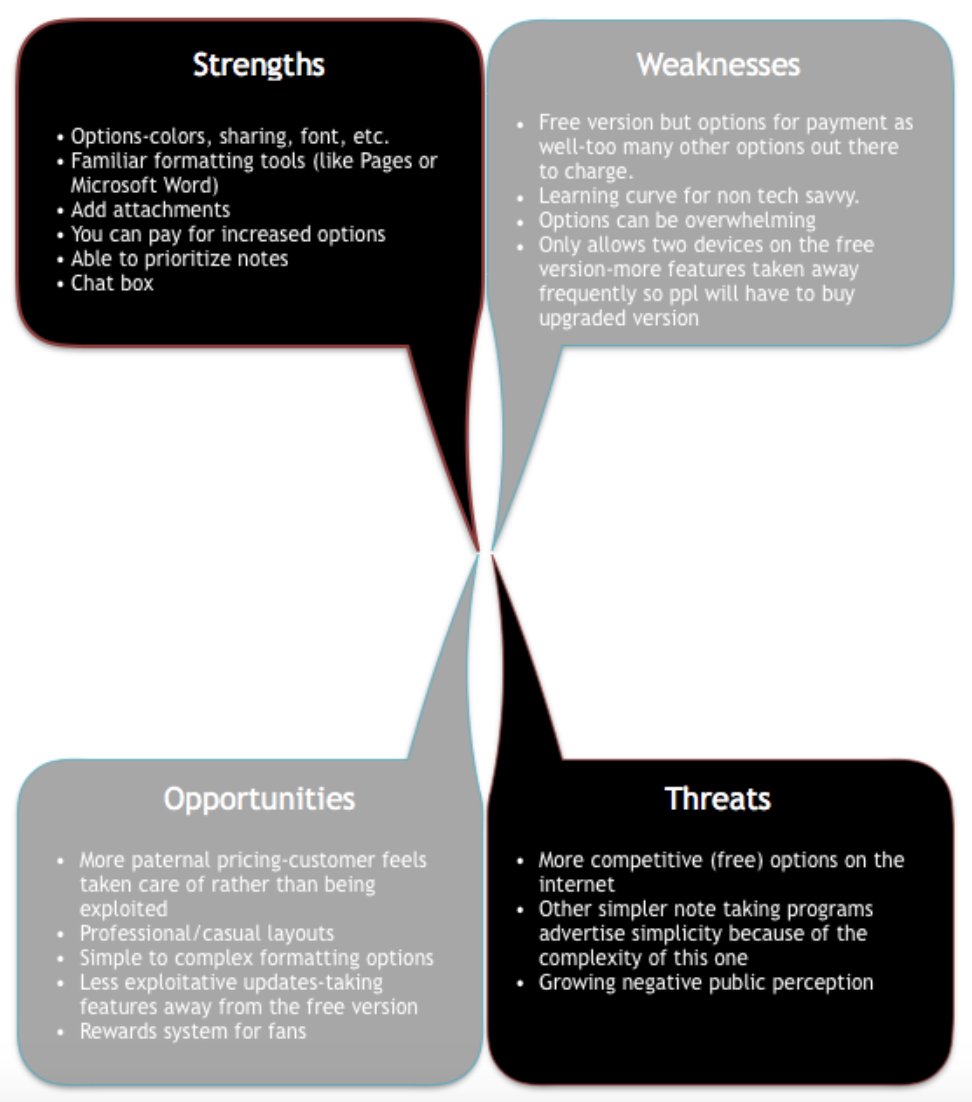 Strengths
• Options-colors, sharing, font, etc.
• Familiar formatting tools (like Pages or
Microsoft Word)
• Add attachments
• You can pay for increased options
• Able to prioritize notes
• Chat box
Weaknesses
• Free version but options for payment as
well-too many other options out there
to charge.
• Learning curve for non tech savvy.
• Options can be overwhelming
• Only allows two devices on the free
version-more features taken away
frequently so ppl will have to buy
upgraded version
Opportunities
• More paternal pricing-customer feels
taken care of rather than being
exploited
• Professional/casual layouts
• Simple to complex formatting options
• Less exploitative updates-taking
features away from the free version
• Rewards system for fans
Threats
• More competitive (free) options on the
internet
• Other simpler note taking programs
advertise simplicity because of the
complexity of this one
• Growing negative public perception